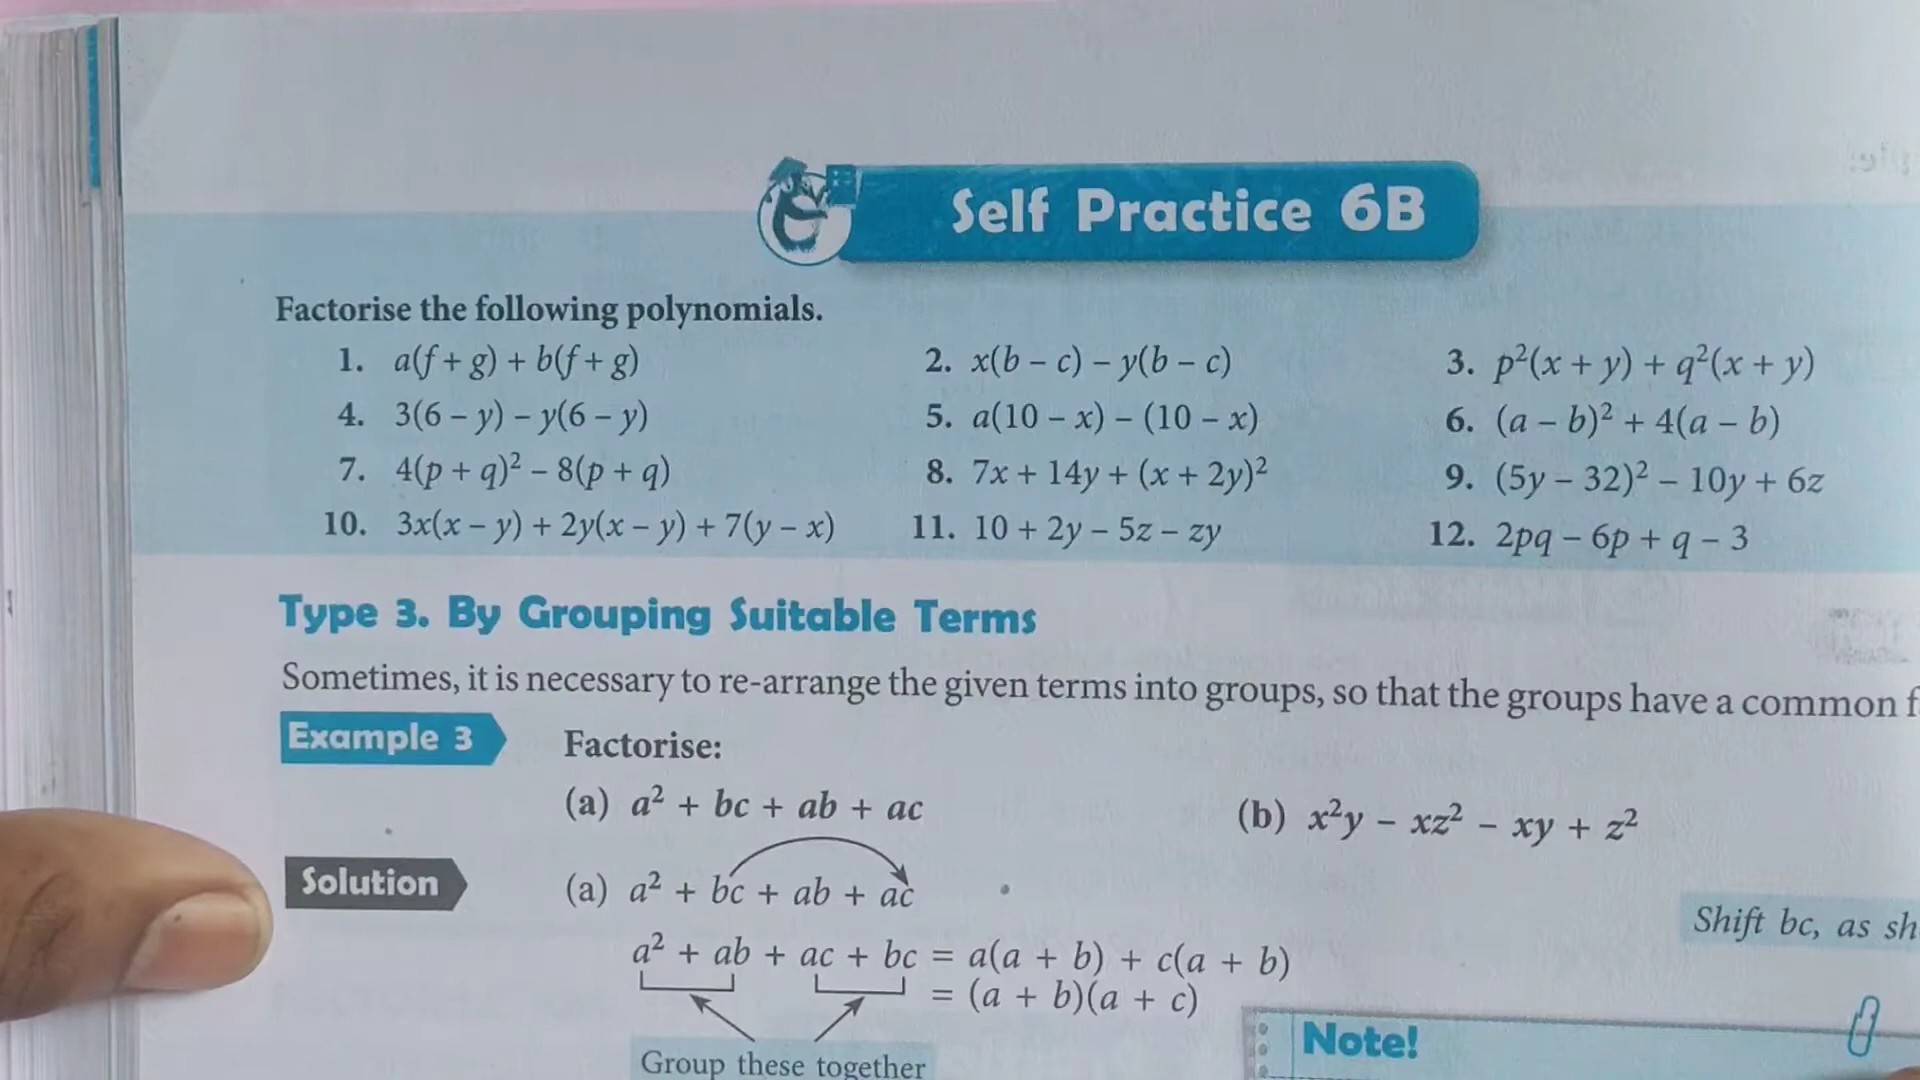 Self Practice 6B
Factorise the following polynomials.
1. a(f + g) + b(f + g) 2. x(b – c) – y(b – c) 3. p²(x + y) + q²(x + y)
4. 3(6 – y) – y(6 – y) 5. a(10 – x) – (10 – x) 6. (a – b)² + 4(a – b)
7. 4(p + q)² – 8(p + q) 8. 7x + 14y + (x + 2y)² 9. (5y – 32)² – 10y + 6z
10. 3x(x – y) + 2y(x – y) + 7(y – x) 11. 10 + 2y – 5z – zy 12. 2pq – 6p + q – 3
Type 3. By Grouping Suitable Terms
Sometimes, it is necessary to re-arrange the given terms into groups, so that the groups have a common
Example 3 Factorise:
(a) a² + bc + ab + ac (b) x²y – xz² – xy + z²
Solution (a) a² + bc + ab + ac
Shift bc, as
a² + ab + ac + bc = a(a + b) + c(a + b)
= (a + b)(a + c)
Note!
Group these together